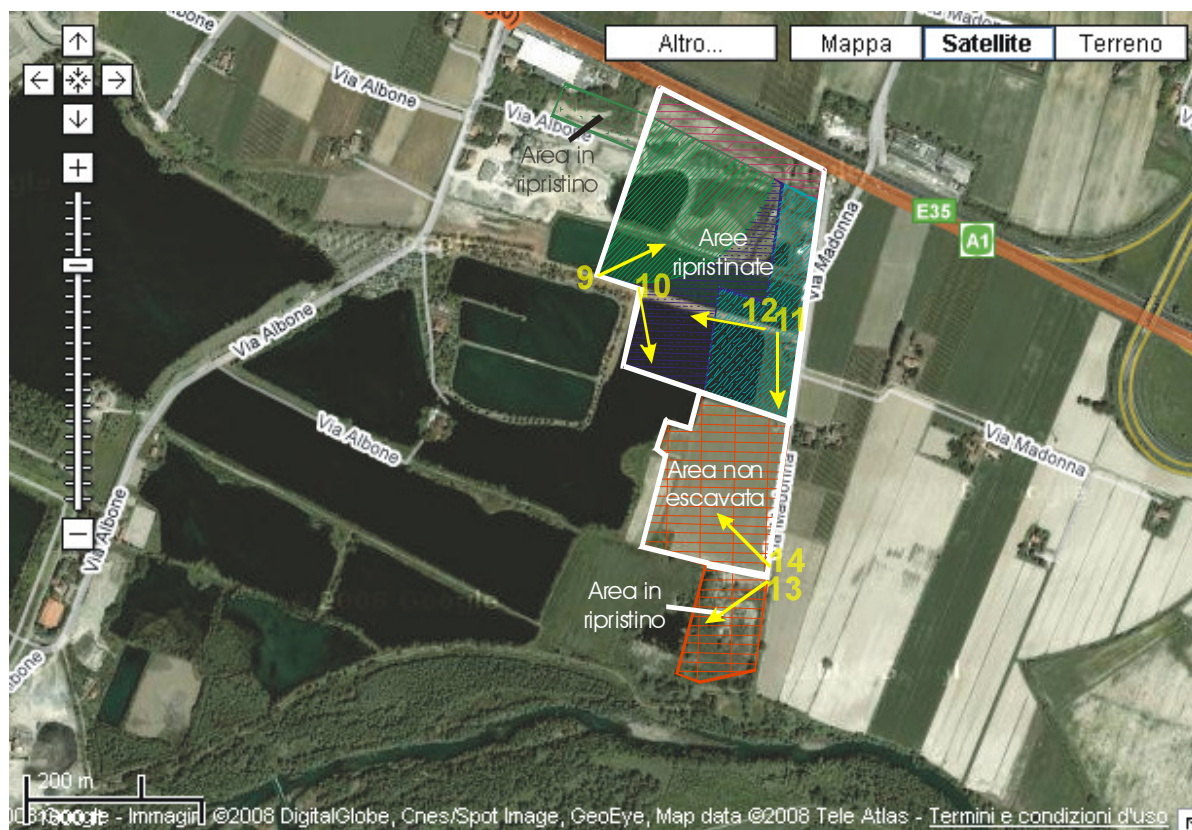 Altro...
Mappa
Satellite
Terreno
Via Albone
Via Madonna
Via Albone
Area in
ripristino
E35
A1
Aree
ripristinate
Via Madonna
9
10
12
11
Via Albone
Via Albone
Via Madonna
Area non
escavata
Via Albone
14
13
Area in
ripristino
200 m
- Immagini ©2008 DigitalGlobe, Cnes/Spot Image, GeoEye, Map data ©2008 Tele Atlas - Termini e condizioni d'uso